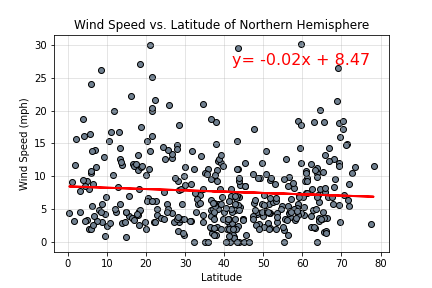 Wind Speed vs. Latitude of Northern Hemisphere
y= -0.02x + 8.47
Wind Speed (mph)
30
25
20
15
10
5
0
0 10 20 30 40 50 60 70 80
Latitude